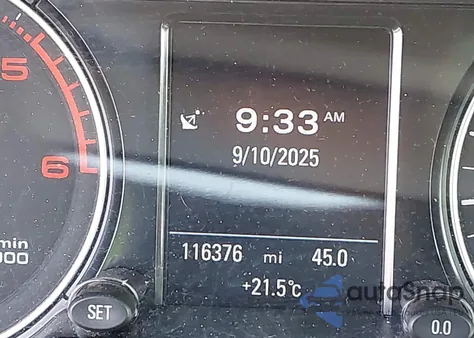 5
6
min
000
9:33 AM
9/10/2025
116376 mi 45.0
+21.5°c
SET
0.0
autoSnap